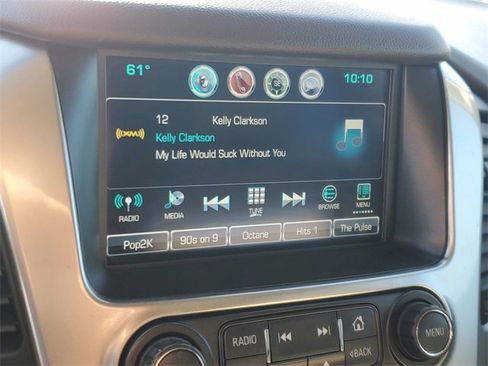 61° 10:10
12 Kelly Clarkson
((XM)) Kelly Clarkson
My Life Would Suck Without You
RADIO MEDIA TUNE BROWSE MENU
Pop2K 90s on 9 Octane Hits 1 The Pulse
RADIO MENU
BACK